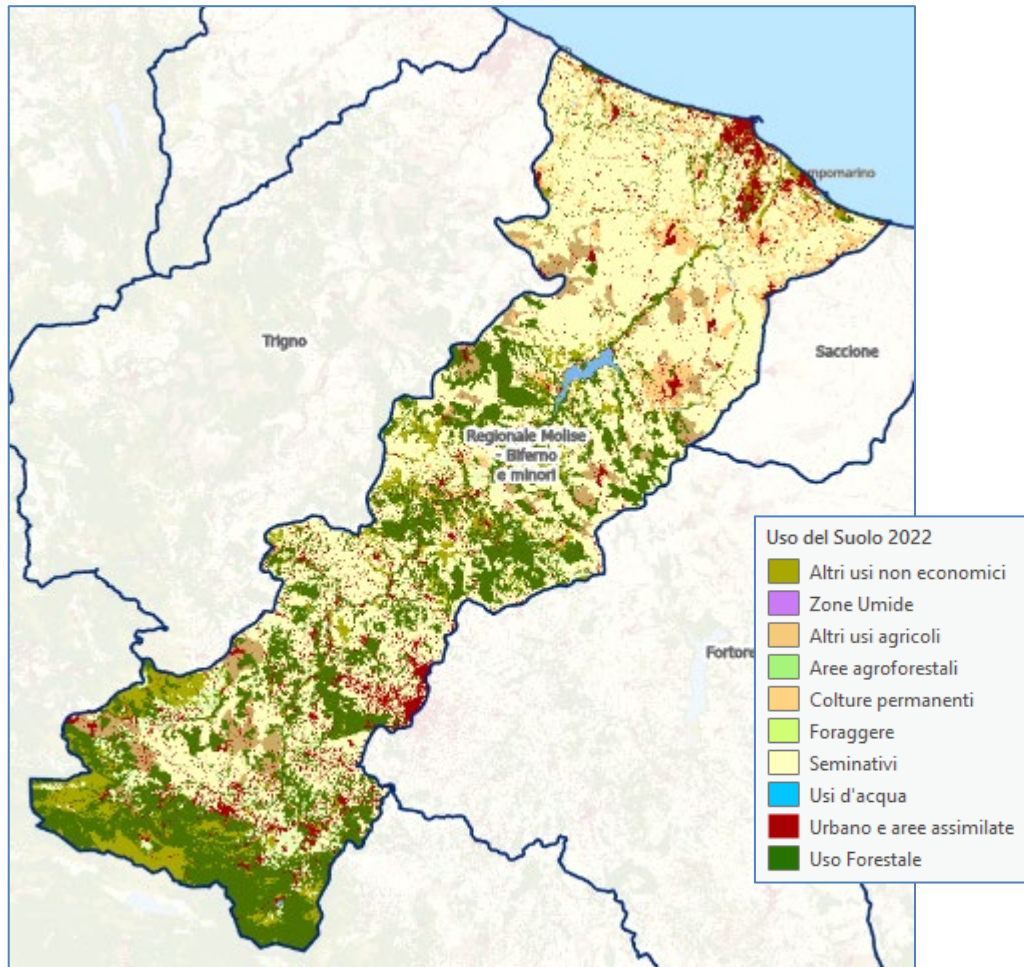 mpomarino
Trigno
Saccione
Regionale Molise
- Biferno
e minori
Fortore
Uso del Suolo 2022
Altri usi non economici
Zone Umide
Altri usi agricoli
Aree agroforestali
Colture permanenti
Foraggere
Seminativi
Usi d'acqua
Urbano e aree assimilate
Uso Forestale